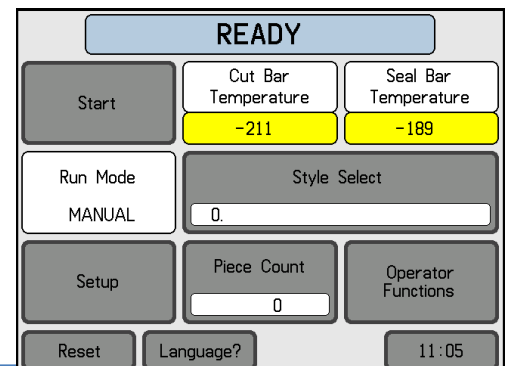 READY
Start
Cut Bar
Temperature
-211
Seal Bar
Temperature
-189
Run Mode
MANUAL
Style Select
0.
Setup
Piece Count
0
Operator
Functions
Reset
Language?
11:05